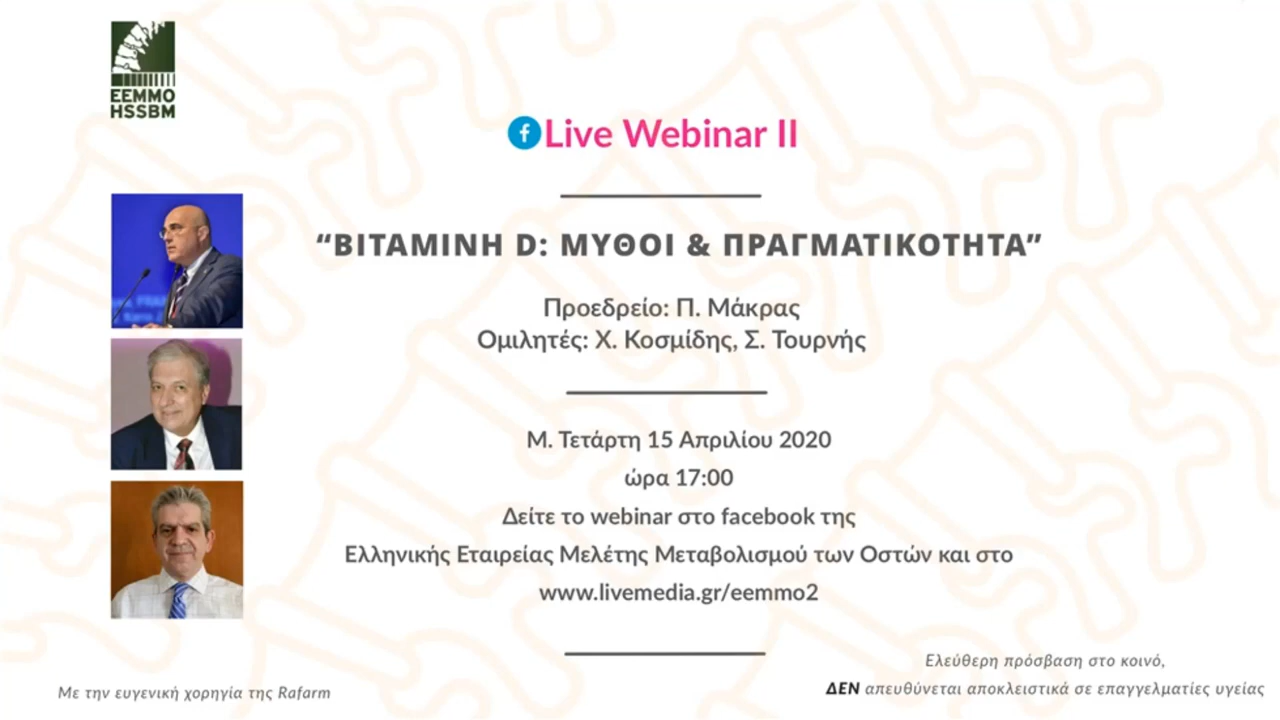 ΕΕΜΜΟ
HSSBM
Live Webinar II
“ΒΙΤΑΜΙΝΗ D: ΜΥΘΟΙ & ΠΡΑΓΜΑΤΙΚΟΤΗΤΑ”
Προεδρείο: Π. Μάκρας
Ομιλητές: Χ. Κοσμίδης, Σ. Τουρνής
Μ. Τετάρτη 15 Απριλίου 2020
ώρα 17:00
Δείτε το webinar στο facebook της
Ελληνικής Εταιρείας Μελέτης Μεταβολισμού των Οστών και στο
www.livemedia.gr/eemmo2
Ελεύθερη πρόσβαση στο κοινό,
ΔΕΝ απευθύνεται αποκλειστικά σε επαγγελματίες υγείας
Με την ευγενική χορηγία της Rafarm